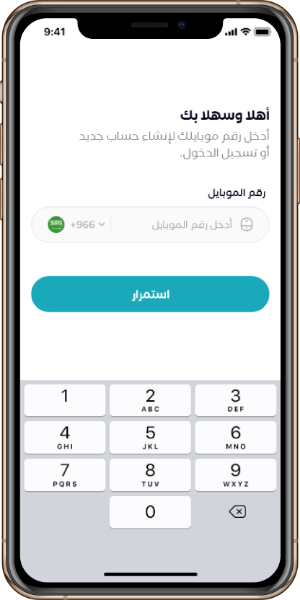 9:41
أهلا وسهلا بك
أدخل رقم موبايلك لإنشاء حساب جديد
أو تسجيل الدخول.
رقم الموبايل
أدخل رقم الموبايل
+966
استمرار
1
2 ABC
3 DEF
4 GHI
5 JKL
6 MNO
7 PQRS
8 TUV
9 WXYZ
0